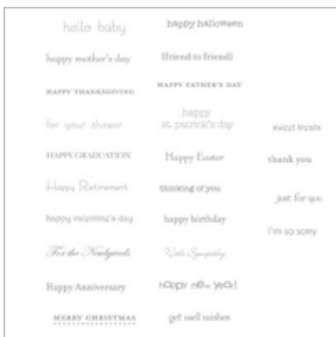 hello baby
happy halloween
happy mother's day
(friend to friend)
HAPPY THANKSGIVING
HAPPY FATHER'S DAY
for your shower
happy
st. patrick's day
sweet treats
HAPPY GRADUATION
Happy Easter
thank you
Happy Retirement
thinking of you
just for you
happy valentine's day
happy birthday
i'm so sorry
For the Newlyweds
With Sympathy
Happy Anniversary
happy new year!
MERRY CHRISTMAS
get well wishes